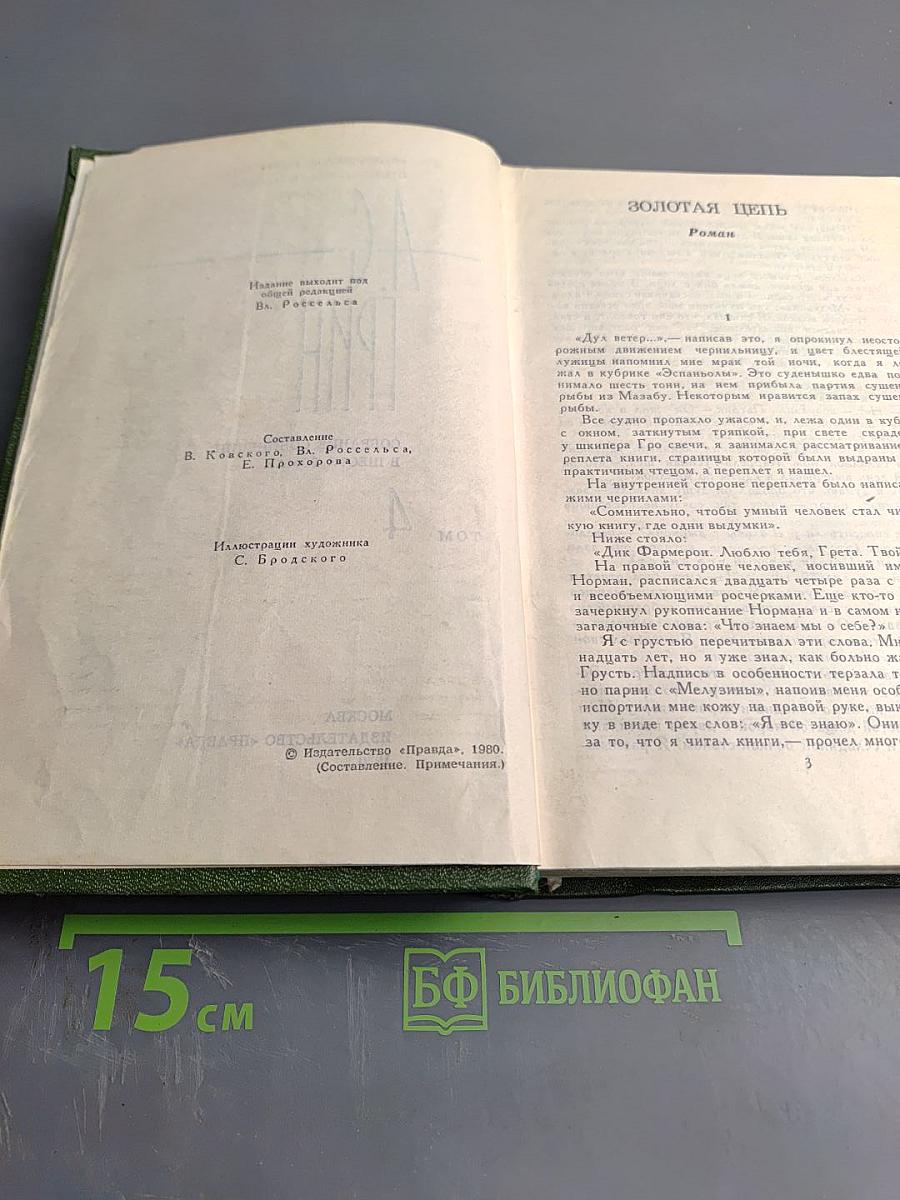 Издание выходит под
общей редакцией
Вл. Россельса
Составление
В. Ковского, Вл. Россельса,
Е. Прохорова
Иллюстрации художника
С. Бродского
© Издательство «Правда», 1980.
(Составление. Примечания.)
ЗОЛОТАЯ ЦЕПЬ
Роман
1
«Дул ветер...»,— написав это, я опрокинул неосто
рожным движением чернильницу, и цвет блестяще
лужицы напомнил мне мрак той ночи, когда я л
жал в кубрике «Эспаньолы». Это суденышко едва по
нимало шесть тонн, на нем прибыла партия сушен
рыбы из Мазабу. Некоторым нравится запах суше
рыбы.
Все судно пропахло ужасом, и, лежа один в куб
с окном, заткнутым тряпкой, при свете скраде
у шкипера Гро свечи, я занимался рассматривание
реплета книги, страницы которой были выдраны
практичным чтецом, а переплет я нашел.
На внутренней стороне переплета было написа
жими чернилами:
«Сомнительно, чтобы умный человек стал чи
кую книгу, где одни выдумки».
Ниже стояло:
«Дик Фармерон. Люблю тебя, Грета. Твой
На правой стороне человек, носивший им
Норман, расписался двадцать четыре раза с
и всеобъемлющими росчерками. Еще кто-то
зачеркнул рукописание Нормана и в самом н
загадочные слова: «Что знаем мы о себе?»
Я с грустью перечитывал эти слова. Мн
надцать лет, но я уже знал, как больно ж
Грусть. Надпись в особенности терзала т
но парни с «Мелузины», напоив меня особ
испортили мне кожу на правой руке, вык
ку в виде трех слов: «Я все знаю». Они
за то, что я читал книги,— прочел мног
3
15 см
БФ БИБЛИОФАН